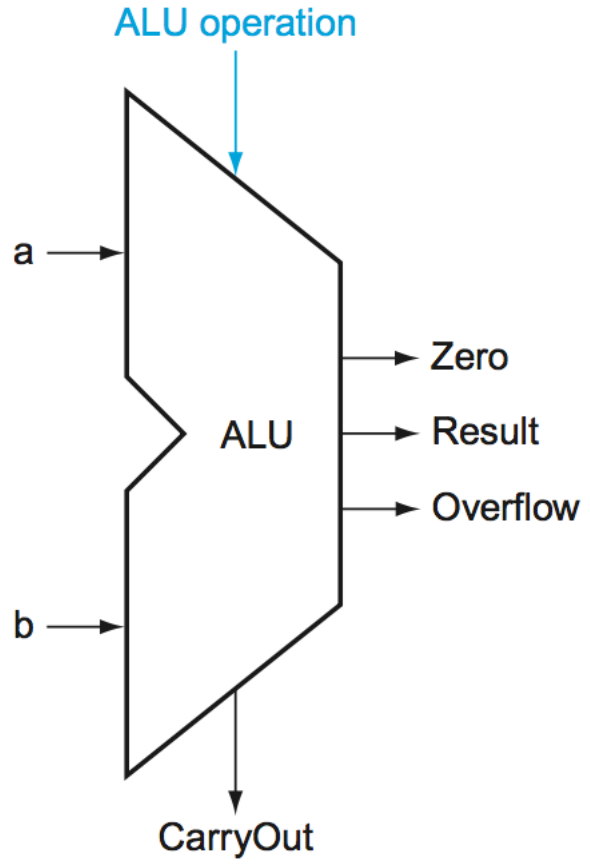 ALU operation
a
Zero
ALU
Result
Overflow
b
CarryOut